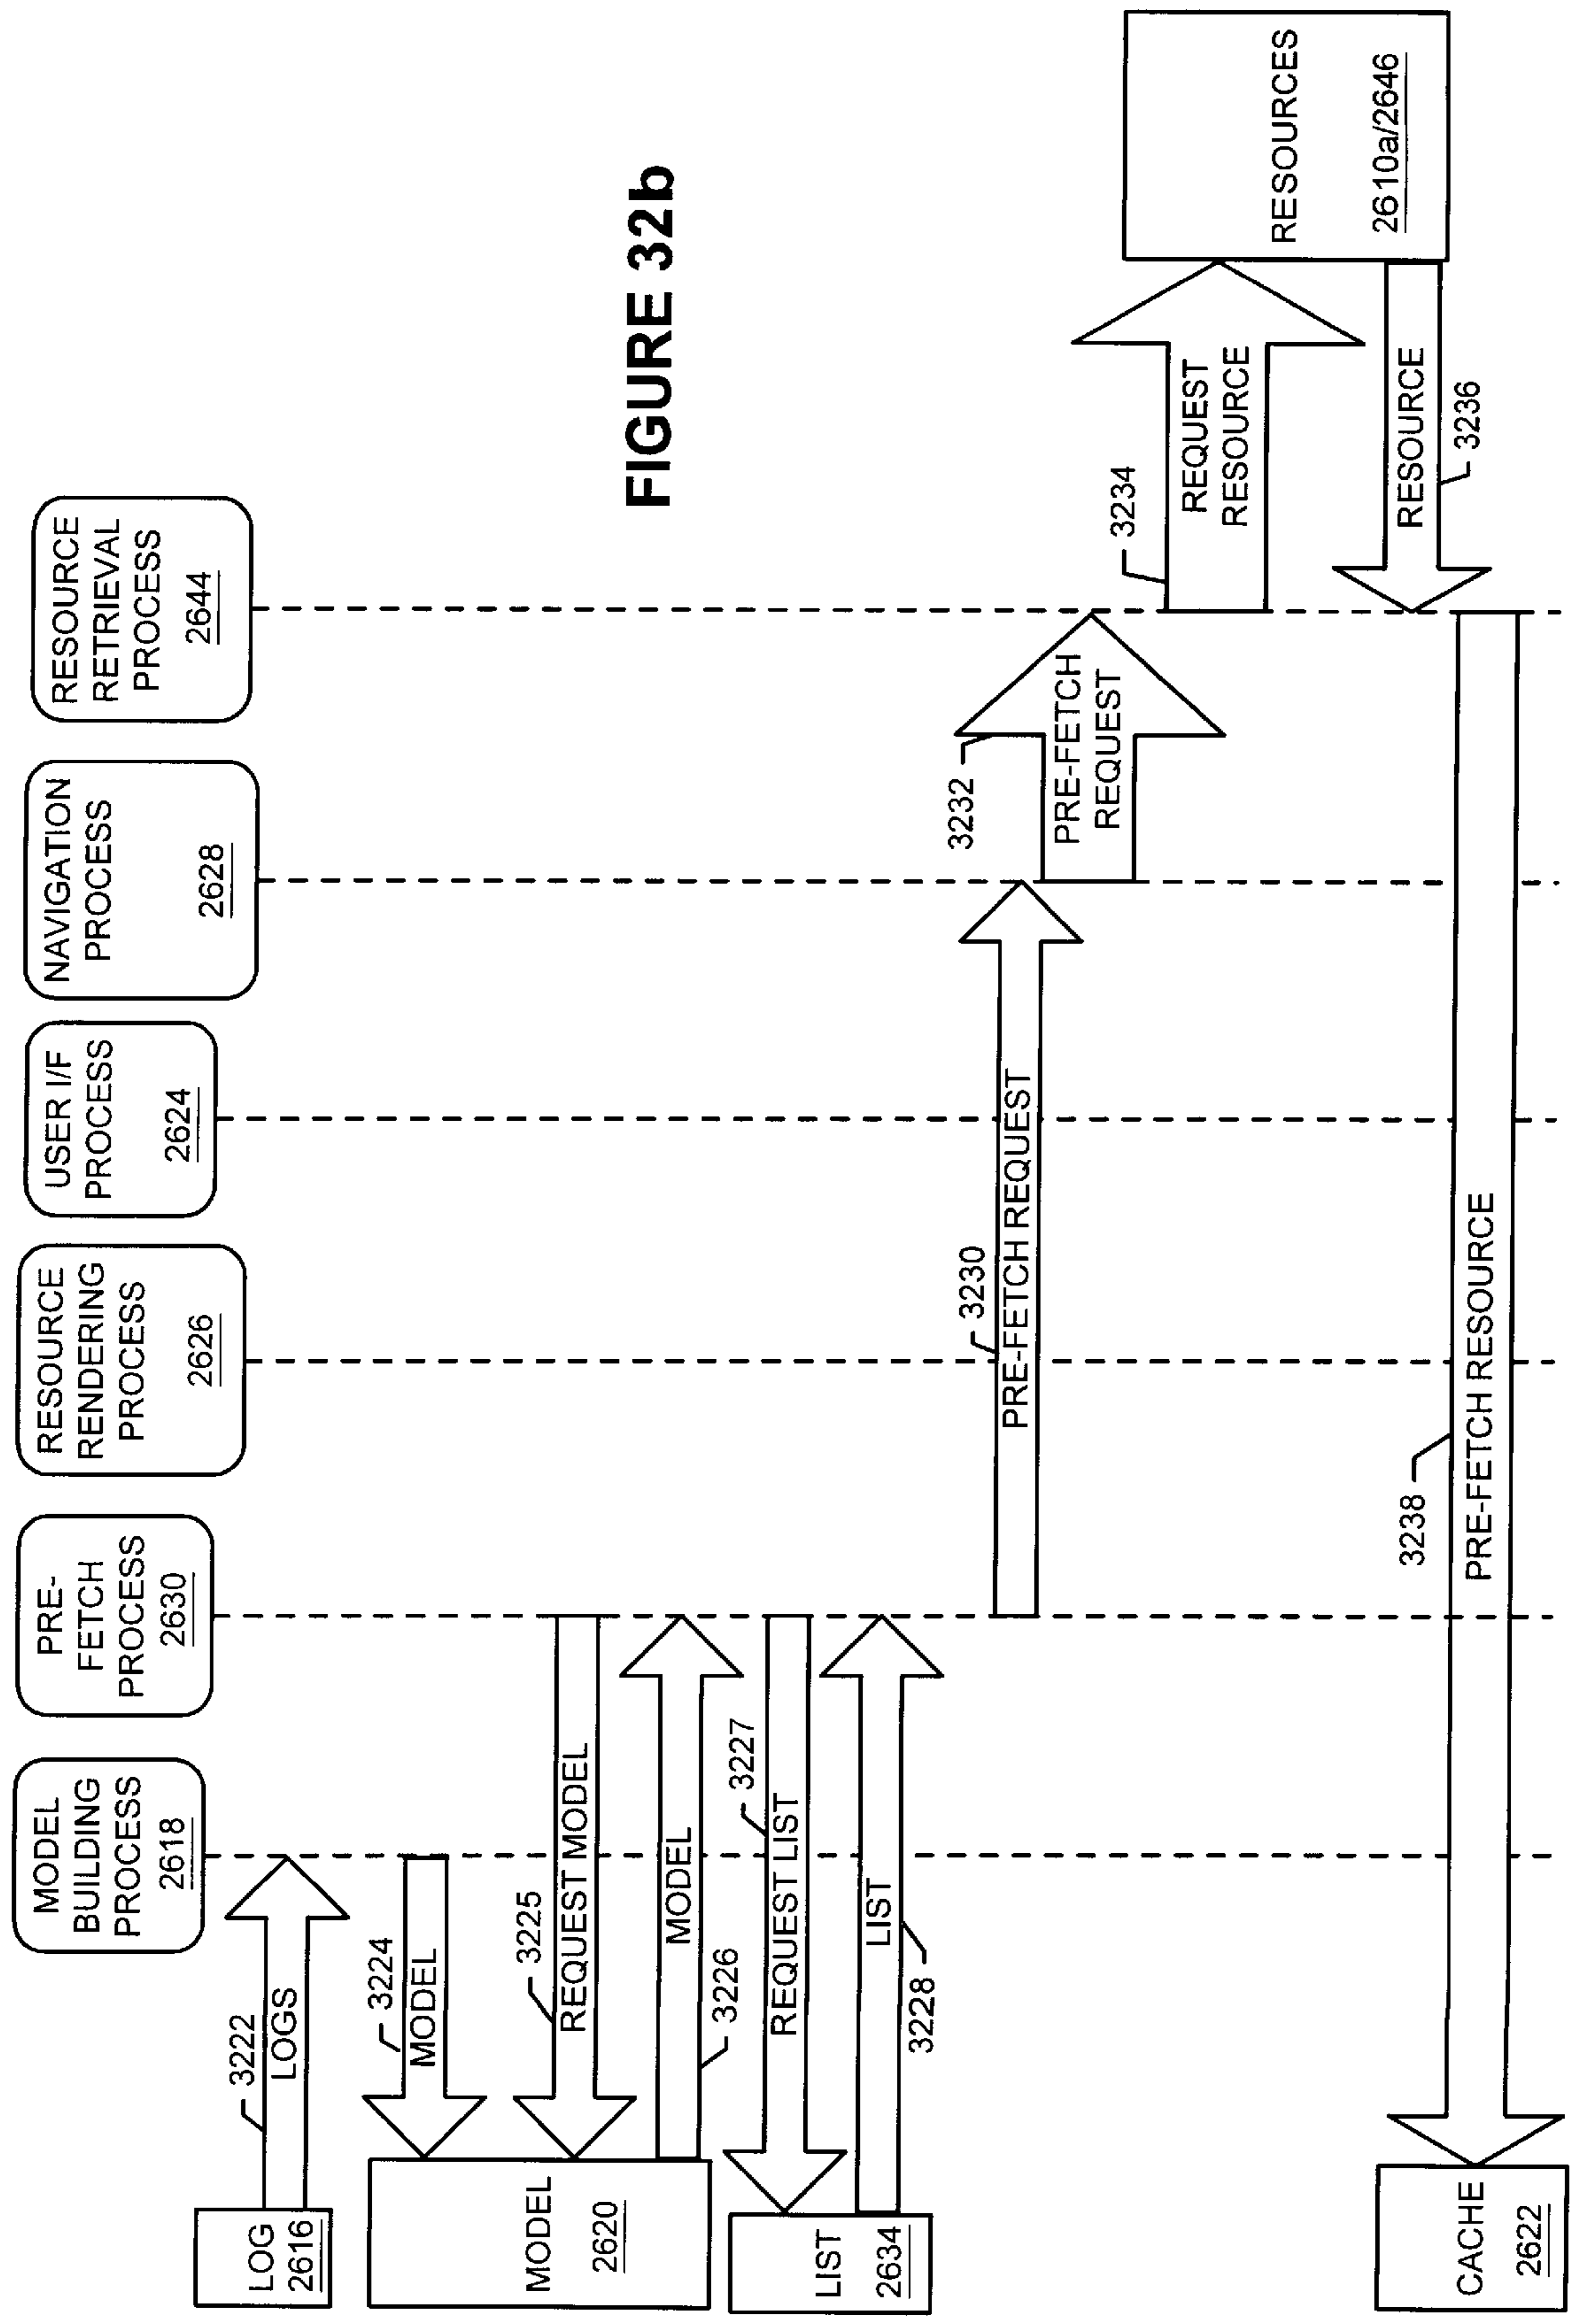 MODEL
BUILDING
PROCESS
2618
PRE-
FETCH
PROCESS
2630
RESOURCE
RENDERING
PROCESS
2626
USER I/F
PROCESS
2624
NAVIGATION
PROCESS
2628
RESOURCE
RETRIEVAL
PROCESS
2644
LOG
2616
3222
LOGS
3224
MODEL
MODEL
2620
3225
REQUEST MODEL
MODEL
3226
3227
REQUEST LIST
LIST
2634
LIST
3228
FIGURE 32b
3230
PRE-FETCH REQUEST
3232
PRE-FETCH
REQUEST
3234
REQUEST
RESOURCE
RESOURCES
2610a/2646
RESOURCE
3236
3238
PRE-FETCH RESOURCE
CACHE
2622